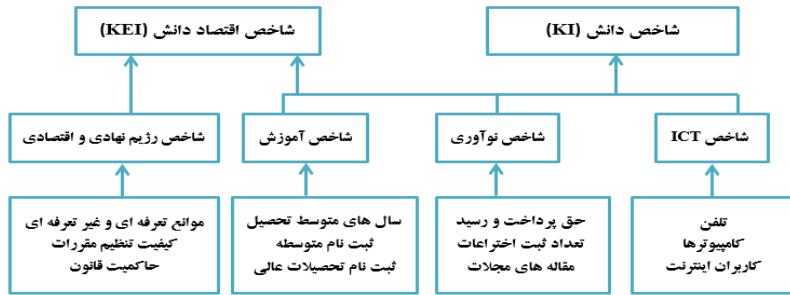 شاخص دانش (KI)
شاخص اقتصاد دانش (KEI)
شاخص ICT
شاخص نوآوری
شاخص آموزش
شاخص رژیم نهادی و اقتصادی
تلفن
کامپیوترها
کاربران اینترنت
حق پرداخت و رسید
تعداد ثبت اختراعات
مقاله های مجلات
سال های متوسط تحصیل
ثبت نام متوسطه
ثبت نام تحصیلات عالی
موانع تعرفه ای و غیر تعرفه ای
کیفیت تنظیم مقررات
حاکمیت قانون